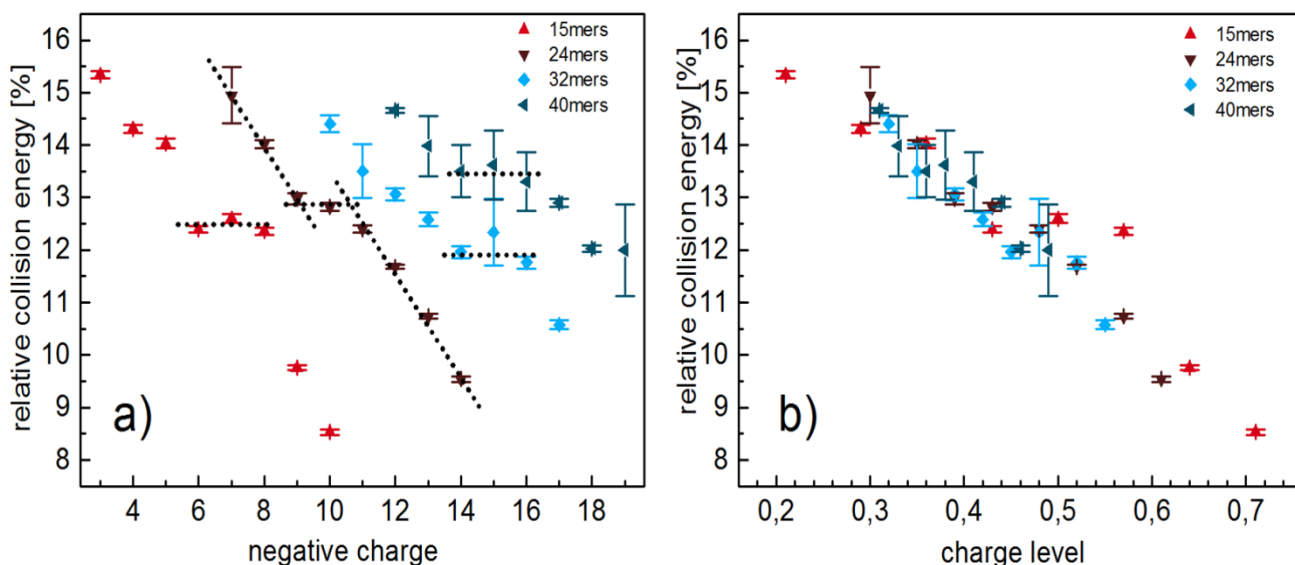 relative collision energy [%]
16
15
14
13
12
11
10
9
8
15mers
24mers
32mers
40mers
a)
4 6 8 10 12 14 16 18
negative charge
relative collision energy [%]
16
15
14
13
12
11
10
9
8
15mers
24mers
32mers
40mers
b)
0,2 0,3 0,4 0,5 0,6 0,7
charge level